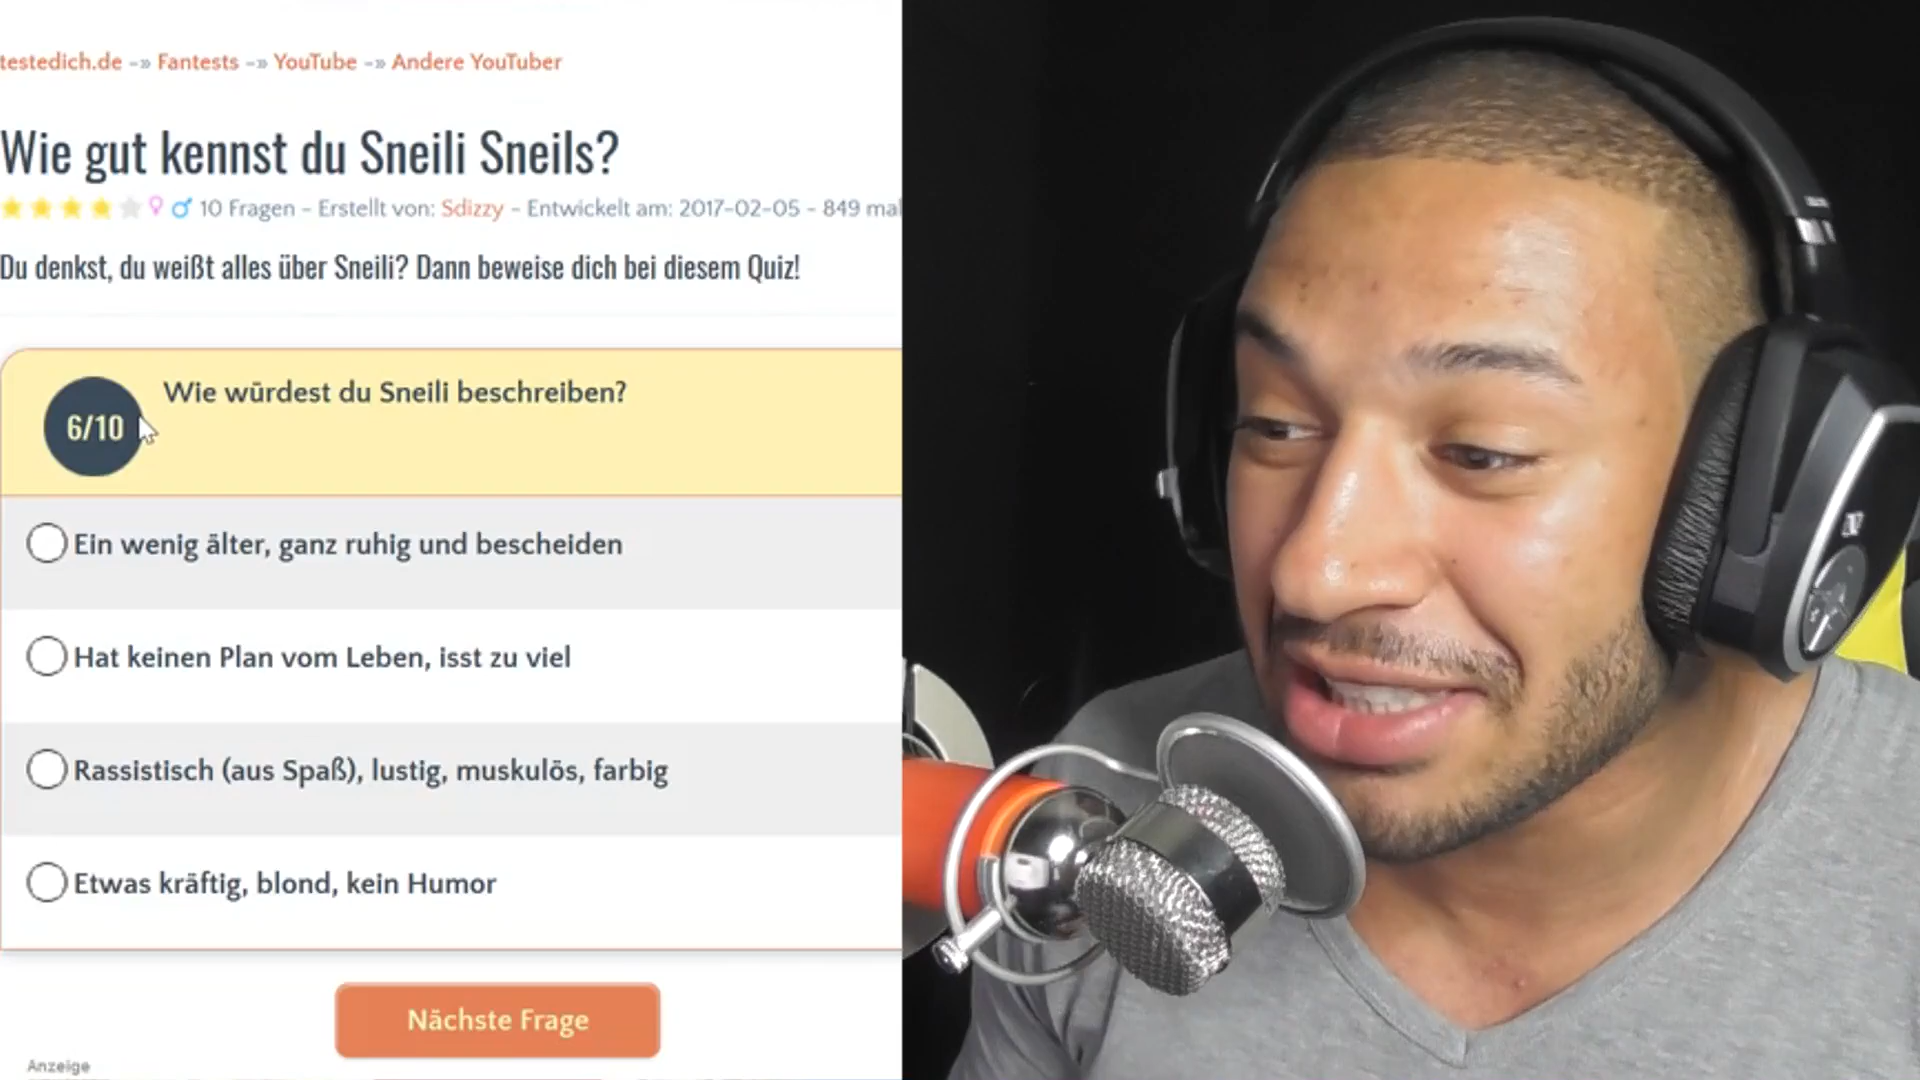 testedich.de -» Fantests -» YouTube -» Andere YouTuber
Wie gut kennst du Sneili Sneils?
10 Fragen - Erstellt von: Sdizzy - Entwickelt am: 2017-02-05 - 849 mal
Du denkst, du weißt alles über Sneili? Dann beweise dich bei diesem Quiz!
6/10
Wie würdest du Sneili beschreiben?
Ein wenig älter, ganz ruhig und bescheiden
Hat keinen Plan vom Leben, isst zu viel
Rassistisch (aus Spaß), lustig, muskulös, farbig
Etwas kräftig, blond, kein Humor
Nächste Frage
Anzeige